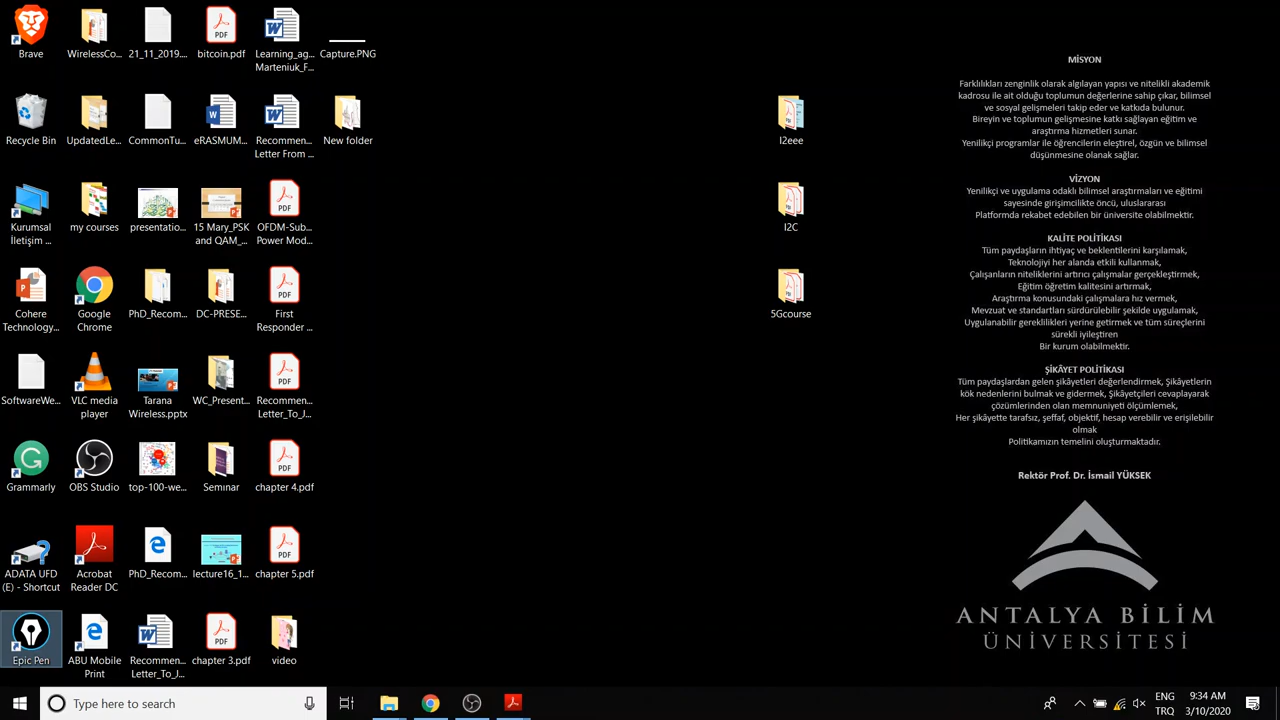 Brave
WirelessCo...
21_11_2019....
bitcoin.pdf
Learning_ag...
Marteniuk_F...
Capture.PNG
Recycle Bin
UpdatedLe...
CommonTu...
eRASMUM...
Recommen...
Letter From ...
New folder
I2eee
Kurumsal
İletişim ...
my courses
presentatio...
15 Mary_PSK
and QAM_...
OFDM-Sub...
Power Mod...
I2C
Cohere
Technology...
Google
Chrome
PhD_Recom...
DC-PRESE...
First
Responder ...
5Gcourse
SoftwareWe...
VLC media
player
Tarana
Wireless.pptx
WC_Present...
Recommen...
Letter_To_J...
Grammarly
OBS Studio
top-100-we...
Seminar
chapter 4.pdf
ADATA UFD
(E) - Shortcut
Acrobat
Reader DC
PhD_Recom...
lecture16_1...
chapter 5.pdf
Epic Pen
ABU Mobile
Print
Recommen...
Letter_To_J...
chapter 3.pdf
video
MİSYON
Farklılıkları zenginlik olarak algılayan yapısı ve nitelikli akademik
kadrosu ile ait olduğu toplumun değerlerine sahip çıkar, bilimsel
ve sosyal gelişmeleri takip eder ve katkıda bulunur.
Bireyin ve toplumun gelişmesine katkı sağlayan eğitim ve
araştırma hizmetleri sunar.
Yenilikçi programlar ile öğrencilerin eleştirel, özgün ve bilimsel
düşünmesine olanak sağlar.
VİZYON
Yenilikçi ve uygulama odaklı bilimsel araştırmaları ve eğitimi
sayesinde girişimcilikte öncü, uluslararası
Platformda rekabet edebilen bir üniversite olabilmektir.
KALİTE POLİTİKASI
Tüm paydaşların ihtiyaç ve beklentilerini karşılamak,
Teknolojiyi her alanda etkili kullanmak,
Çalışanların niteliklerini artırıcı çalışmalar gerçekleştirmek,
Eğitim öğretim kalitesini artırmak,
Araştırma konusundaki çalışmalara hız vermek,
Mevzuat ve standartları sürdürülebilir şekilde uygulamak,
Uygulanabilir gereklilikleri yerine getirmek ve tüm süreçlerini
sürekli iyileştiren
Bir kurum olabilmektir.
ŞİKÂYET POLİTİKASI
Tüm paydaşlardan gelen şikâyetleri değerlendirmek, Şikâyetlerin
kök nedenlerini bulmak ve gidermek, Şikâyetçileri cevaplayarak
çözümlerinden olan memnuniyeti ölçümlemek,
Her şikâyette tarafsız, şeffaf, objektif, hesap verebilir ve erişilebilir
olmak
Politikamızın temelini oluşturmaktadır.
Rektör Prof. Dr. İsmail YÜKSEK
ANTALYA BİLİM
ÜNİVERSİTESİ
Type here to search
ENG
TRQ
9:34 AM
3/10/2020